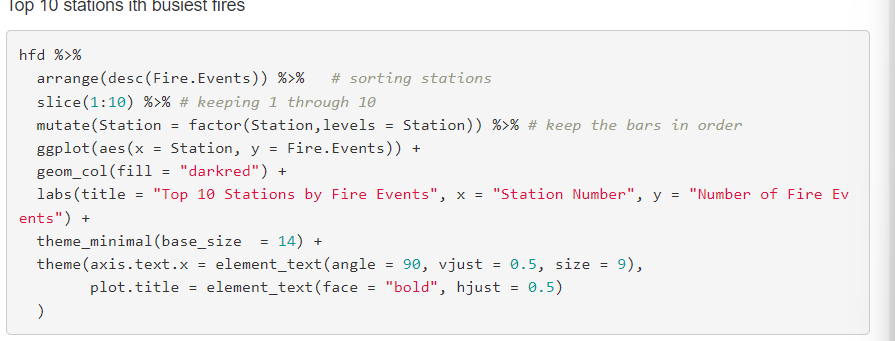 Top 10 stations ith busiest fires
hfd %>%
  arrange(desc(Fire.Events)) %>%   # sorting stations
  slice(1:10) %>% # keeping 1 through 10
  mutate(Station = factor(Station,levels = Station)) %>% # keep the bars in order
  ggplot(aes(x = Station, y = Fire.Events)) +
  geom_col(fill = "darkred") +
  labs(title = "Top 10 Stations by Fire Events", x = "Station Number", y = "Number of Fire Ev
ents") +
  theme_minimal(base_size  = 14) +
  theme(axis.text.x = element_text(angle = 90, vjust = 0.5, size = 9),
        plot.title = element_text(face = "bold", hjust = 0.5)
  )